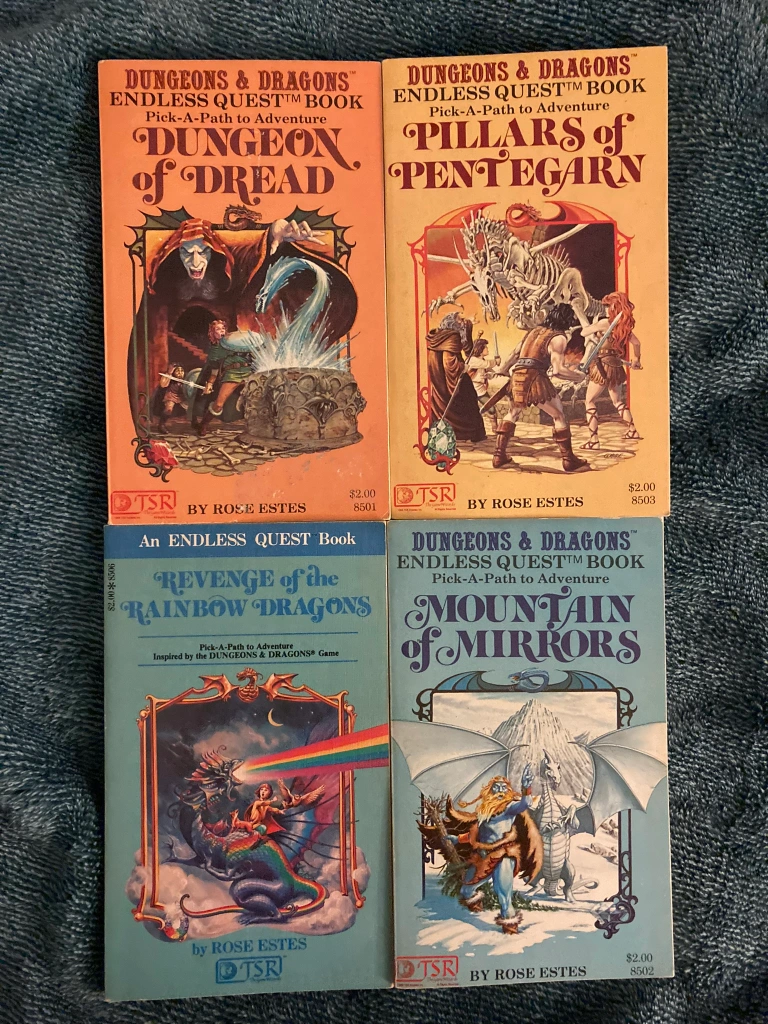 DUNGEONS & DRAGONS™
ENDLESS QUEST™ BOOK
Pick-A-Path to Adventure
DUNGEON
of DREAD
TSR
BY ROSE ESTES
$2.00
8501
DUNGEONS & DRAGONS™
ENDLESS QUEST™ BOOK
Pick-A-Path to Adventure
PILLARS of
PENTEGARN
TSR
BY ROSE ESTES
$2.00
8503
An ENDLESS QUEST Book
$2.00*8506
REVENGE of the
RAINBOW DRAGONS
Pick-A-Path to Adventure
Inspired by the DUNGEONS & DRAGONS® Game
by ROSE ESTES
TSR
DUNGEONS & DRAGONS™
ENDLESS QUEST™ BOOK
Pick-A-Path to Adventure
MOUNTAIN
of MIRRORS
TSR
BY ROSE ESTES
$2.00
8502